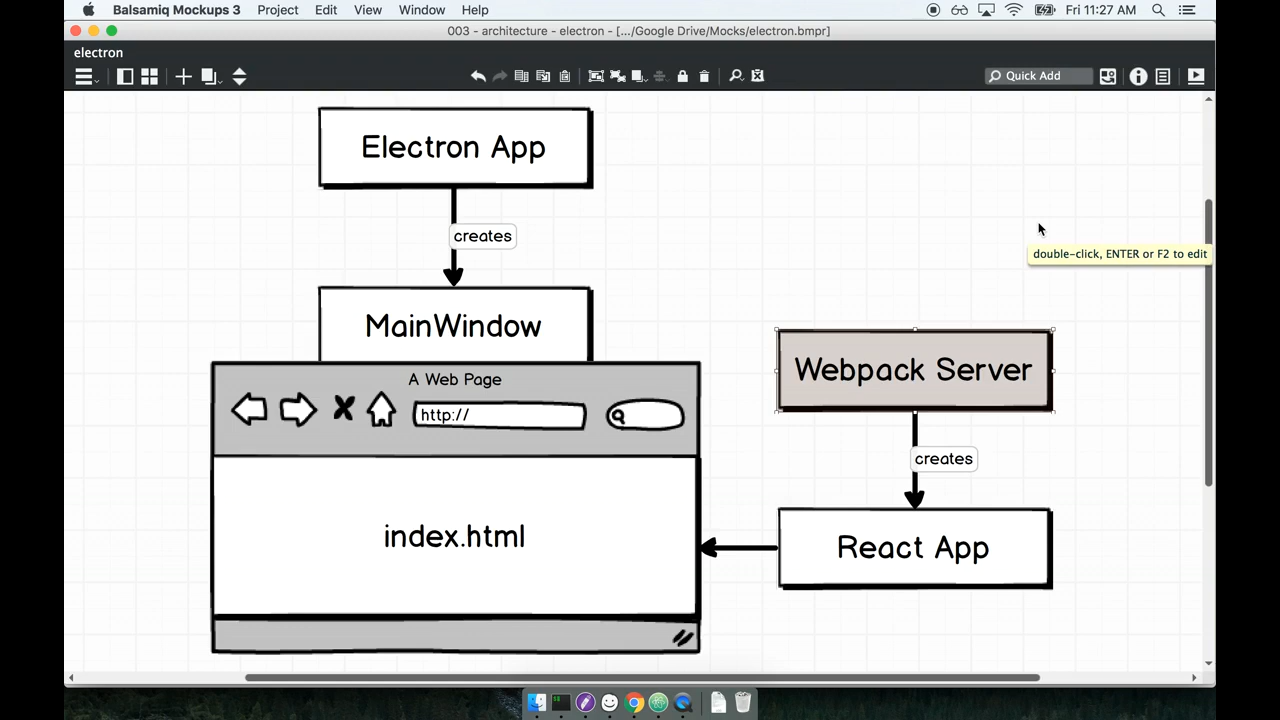 Balsamiq Mockups 3 Project Edit View Window Help Fri 11:27 AM
003 - architecture - electron - [.../Google Drive/Mocks/electron.bmpr]
electron
Quick Add
Electron App
creates
double-click, ENTER or F2 to edit
MainWindow
Webpack Server
A Web Page
http://
creates
index.html
React App